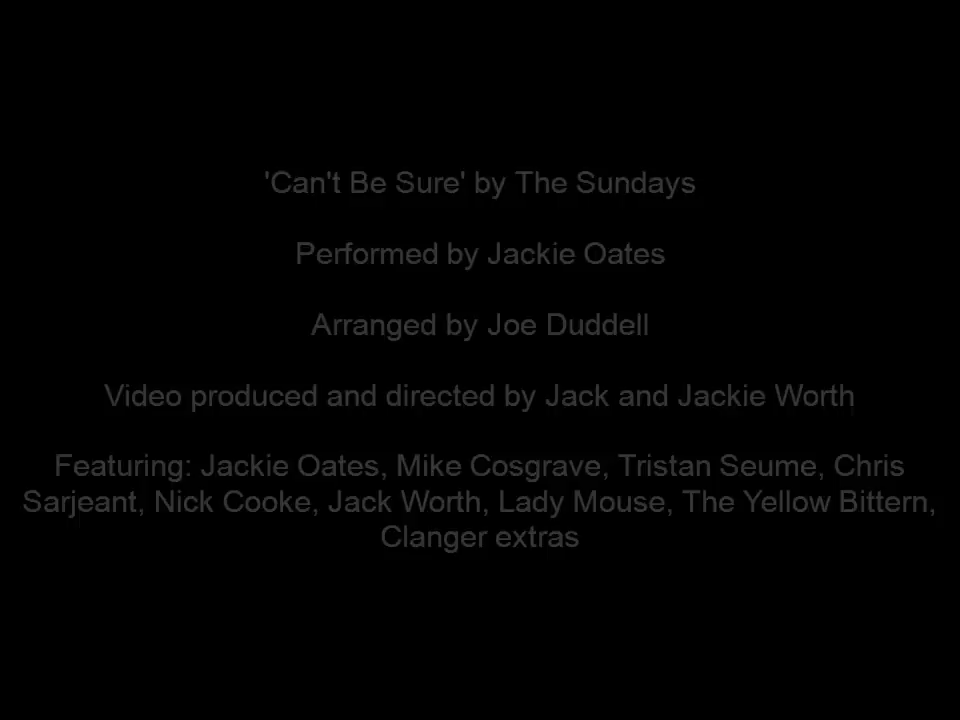 'Can't Be Sure' by The Sundays
Performed by Jackie Oates
Arranged by Joe Duddell
Video produced and directed by Jack and Jackie Worth
Featuring: Jackie Oates, Mike Cosgrave, Tristan Seume, Chris
Sarjeant, Nick Cooke, Jack Worth, Lady Mouse, The Yellow Bittern,
Clanger extras